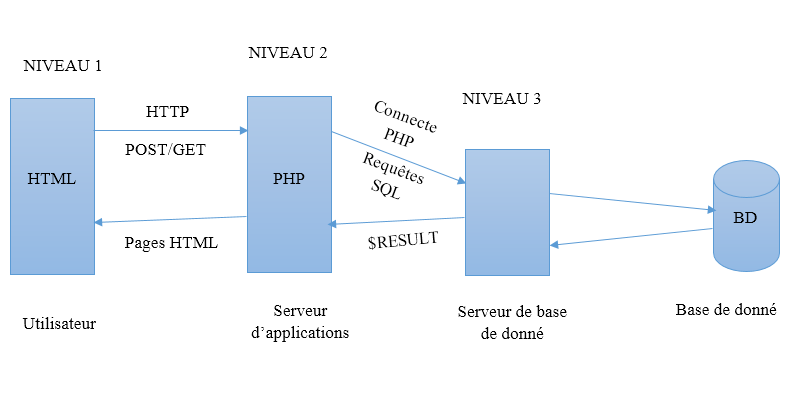 NIVEAU 1
NIVEAU 2
NIVEAU 3
HTML
HTTP
POST/GET
Pages HTML
PHP
Connecte
PHP
Requêtes
SQL
$RESULT
BD
Utilisateur
Serveur
d’applications
Serveur de base
de donné
Base de donné